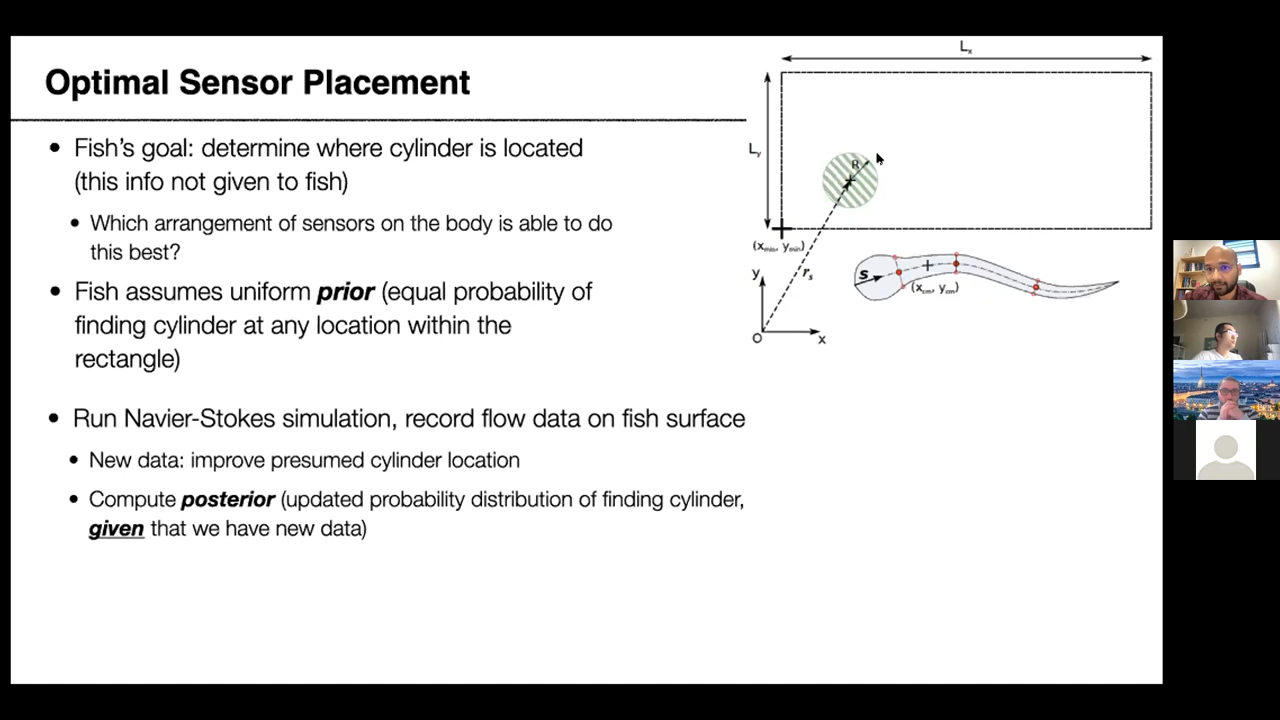 Optimal Sensor Placement
• Fish's goal: determine where cylinder is located
(this info not given to fish)
• Which arrangement of sensors on the body is able to do
this best?
• Fish assumes uniform prior (equal probability of
finding cylinder at any location within the
rectangle)
• Run Navier-Stokes simulation, record flow data on fish surface
• New data: improve presumed cylinder location
• Compute posterior (updated probability distribution of finding cylinder,
given that we have new data)
Lx
Ly
R
(xmin, ymin)
y
rs
s
(xcm, ycm)
O
x